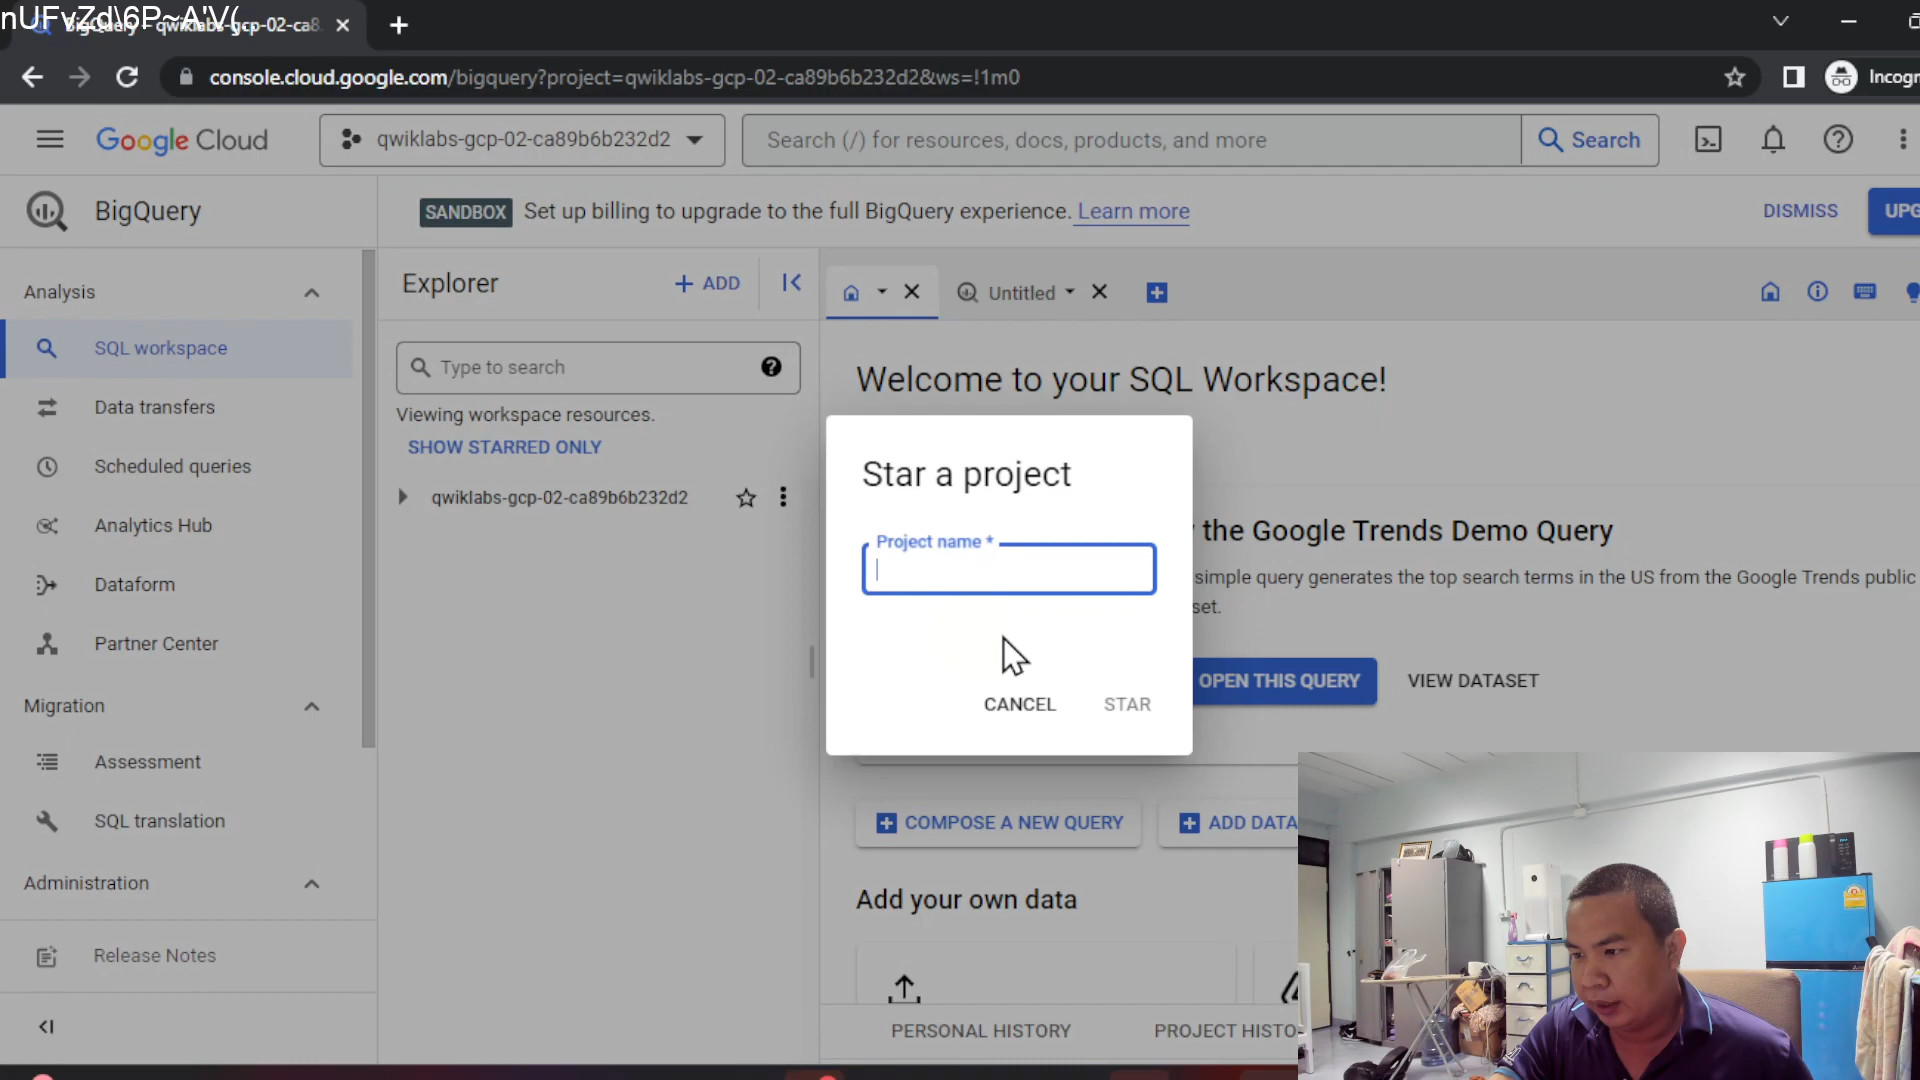 nUFvZd\6P~A'V(.
BigQuery – qwiklabs-gcp-02-ca8
console.cloud.google.com/bigquery?project=qwiklabs-gcp-02-ca89b6b232d2&ws=!1m0
Incogn
Google Cloud
qwiklabs-gcp-02-ca89b6b232d2
Search (/) for resources, docs, products, and more
Search
BigQuery
SANDBOX Set up billing to upgrade to the full BigQuery experience. Learn more
DISMISS
UPG
Analysis
SQL workspace
Data transfers
Scheduled queries
Analytics Hub
Dataform
Partner Center
Migration
Assessment
SQL translation
Administration
Release Notes
Explorer
+ ADD
Type to search
Viewing workspace resources.
SHOW STARRED ONLY
qwiklabs-gcp-02-ca89b6b232d2
Untitled
Welcome to your SQL Workspace!
Star a project
Project name *
CANCEL
STAR
the Google Trends Demo Query
simple query generates the top search terms in the US from the Google Trends public
set.
OPEN THIS QUERY
VIEW DATASET
COMPOSE A NEW QUERY
ADD DATA
Add your own data
PERSONAL HISTORY
PROJECT HISTO